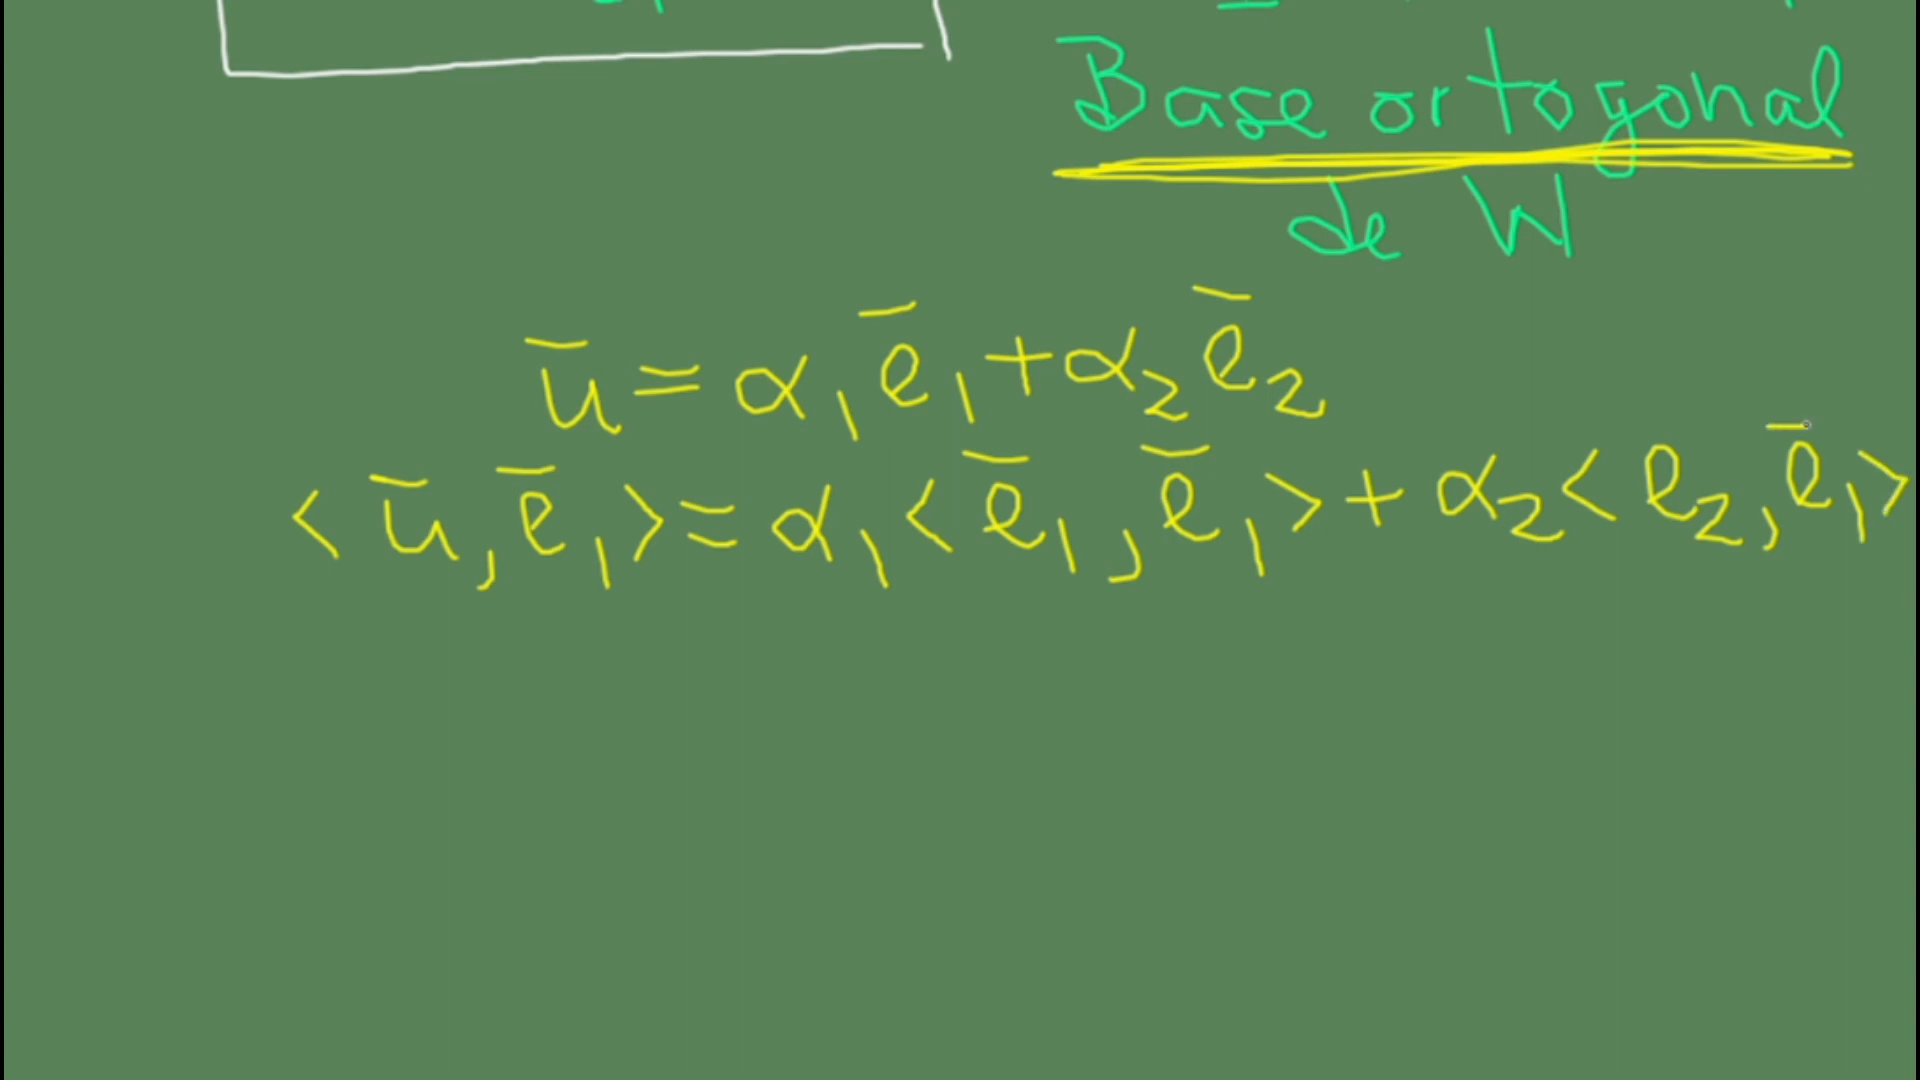 Base ortogonal
de W
ū = α₁ē₁ + α₂ē₂
<ū, ē₁> = α₁<ē₁, ē₁> + α₂<e₂, ē₁>